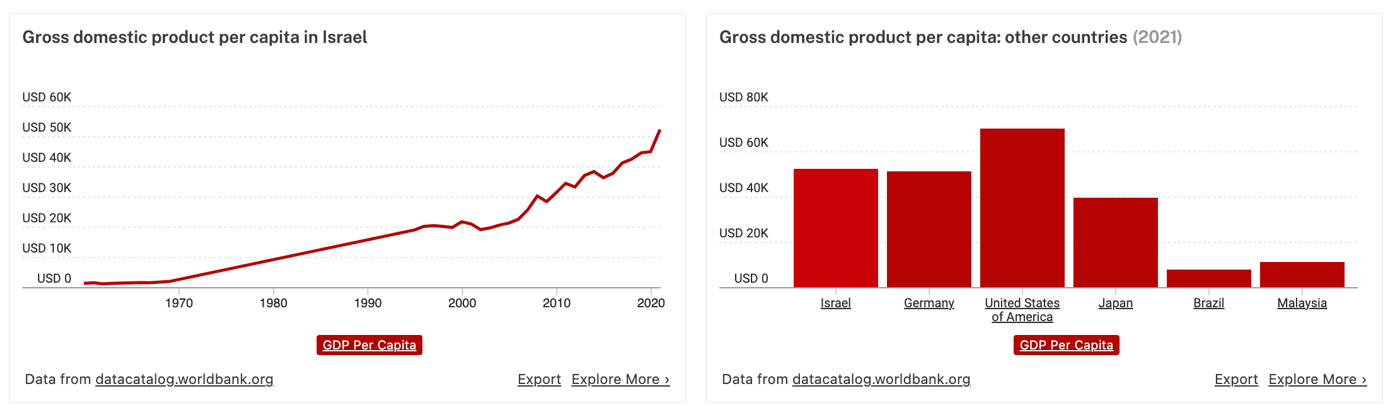 Gross domestic product per capita in Israel
USD 60K
USD 50K
USD 40K
USD 30K
USD 20K
USD 10K
USD 0
1970 1980 1990 2000 2010 2020
GDP Per Capita
Data from datacatalog.worldbank.org Export Explore More ›
Gross domestic product per capita: other countries (2021)
USD 80K
USD 60K
USD 40K
USD 20K
USD 0
Israel Germany United States Japan Brazil Malaysia
of America
GDP Per Capita
Data from datacatalog.worldbank.org Export Explore More ›